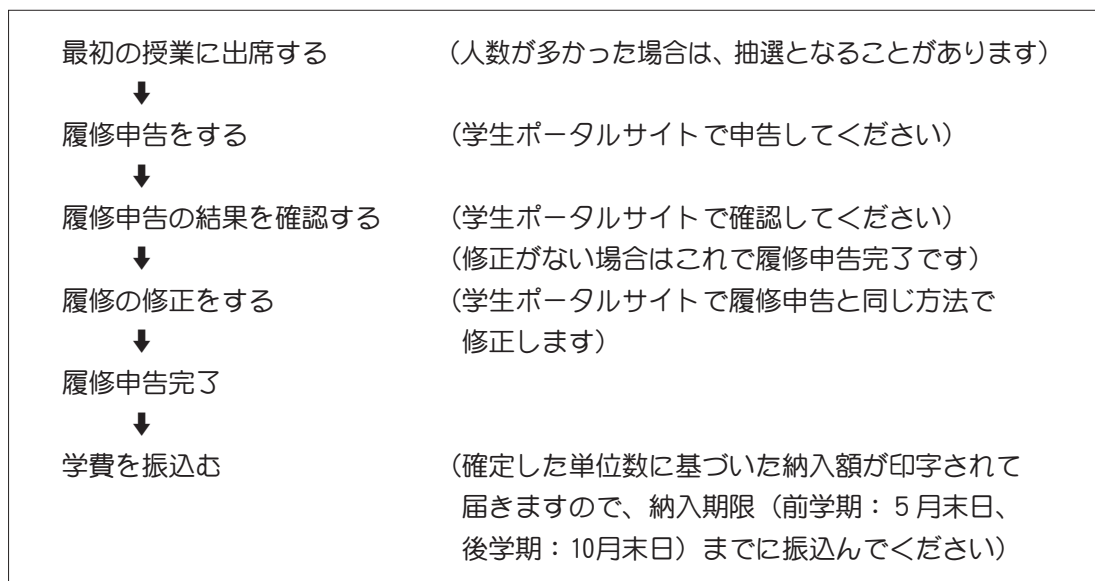 最初の授業に出席する （人数が多かった場合は、抽選となることがあります）
⬇
履修申告をする （学生ポータルサイトで申告してください）
⬇
履修申告の結果を確認する （学生ポータルサイトで確認してください）
⬇ （修正がない場合はこれで履修申告完了です）
履修の修正をする （学生ポータルサイトで履修申告と同じ方法で
⬇ 修正します）
履修申告完了
⬇
学費を振込む （確定した単位数に基づいた納入額が印字されて
届きますので、納入期限（前学期：5月末日、
後学期：10月末日）までに振込んでください）